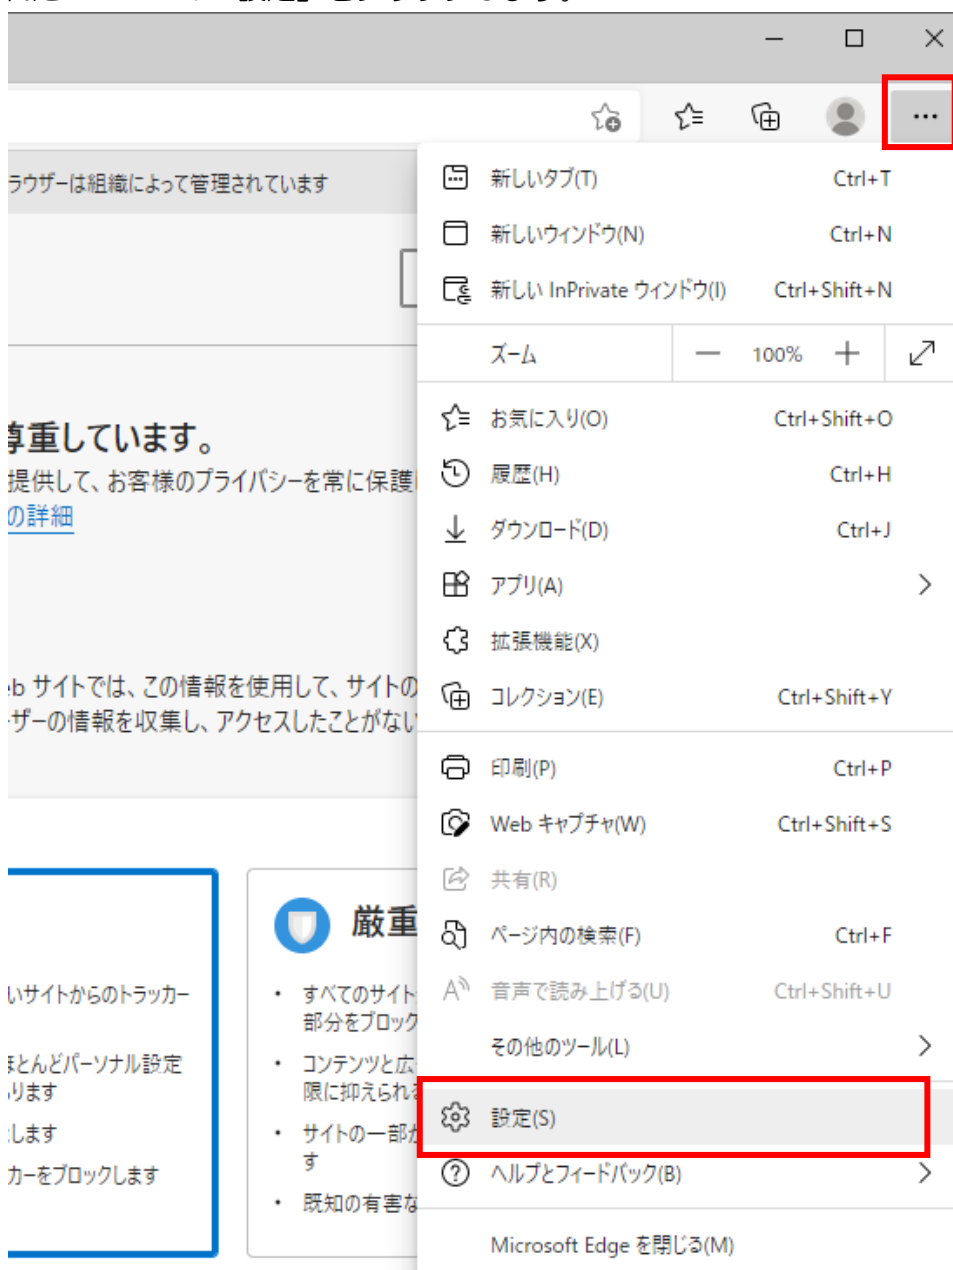 ラウザーは組織によって管理されています
新しいタブ(T) Ctrl+T
新しいウィンドウ(N) Ctrl+N
新しい InPrivate ウィンドウ(I) Ctrl+Shift+N
ズーム — 100% +
お気に入り(O) Ctrl+Shift+O
履歴(H) Ctrl+H
ダウンロード(D) Ctrl+J
アプリ(A)
拡張機能(X)
コレクション(E) Ctrl+Shift+Y
印刷(P) Ctrl+P
Web キャプチャ(W) Ctrl+Shift+S
共有(R)
ページ内の検索(F) Ctrl+F
音声で読み上げる(U) Ctrl+Shift+U
その他のツール(L)
設定(S)
ヘルプとフィードバック(B)
Microsoft Edge を閉じる(M)
尊重しています。
提供して、お客様のプライバシーを常に保護
の詳細
eb サイトでは、この情報を使用して、サイトの
ーザーの情報を収集し、アクセスしたことがない
いサイトからのトラッカー
ほとんどパーソナル設定
ります
します
カーをブロックします
厳重
• すべてのサイト
部分をブロック
• コンテンツと広
限に抑えられ
• サイトの一部が
す
• 既知の有害な